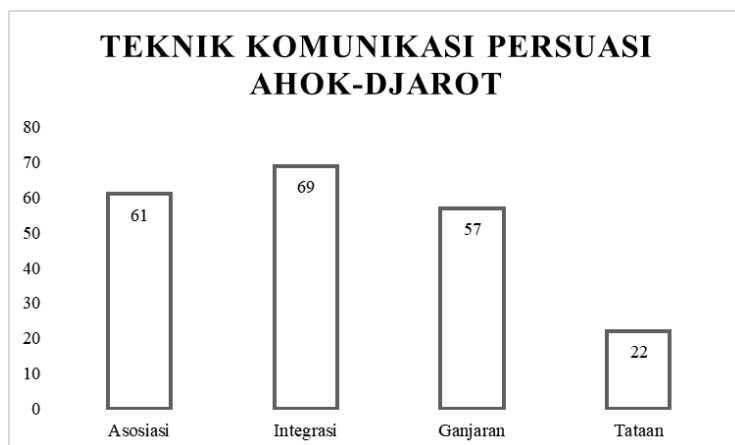 TEKNIK KOMUNIKASI PERSUASI
AHOK-DJAROT
80
70
60
50
40
30
20
10
0
61
69
57
22
Asosiasi
Integrasi
Ganjaran
Tataan